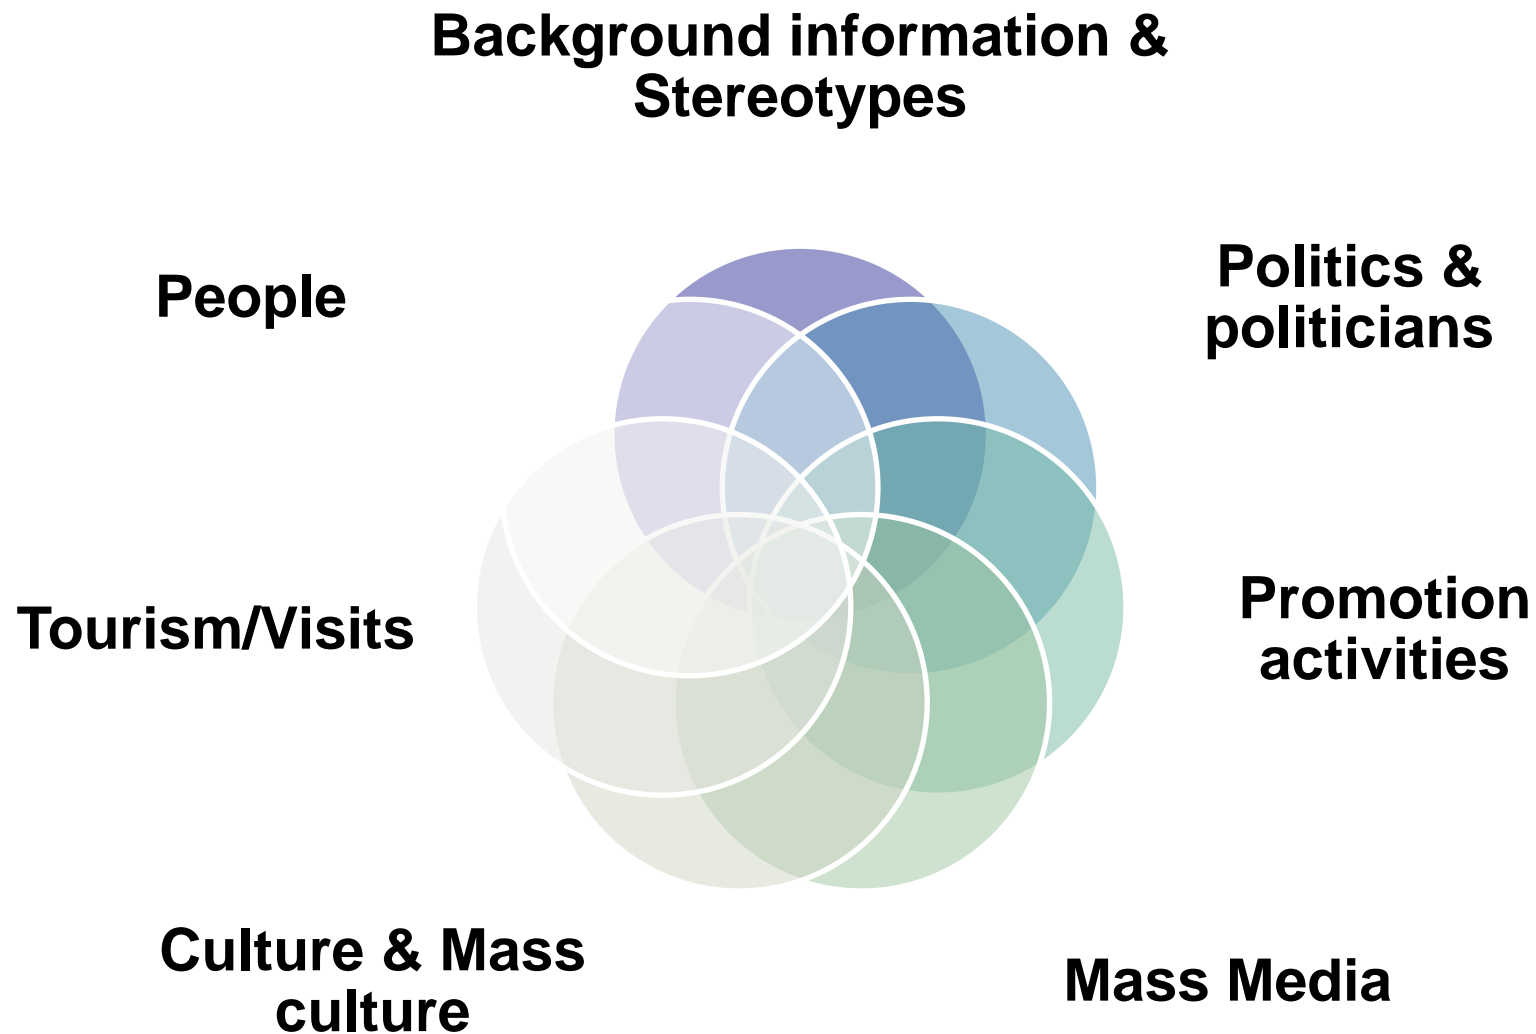 Background information &
Stereotypes
People
Politics &
politicians
Tourism/Visits
Promotion
activities
Culture & Mass
culture
Mass Media